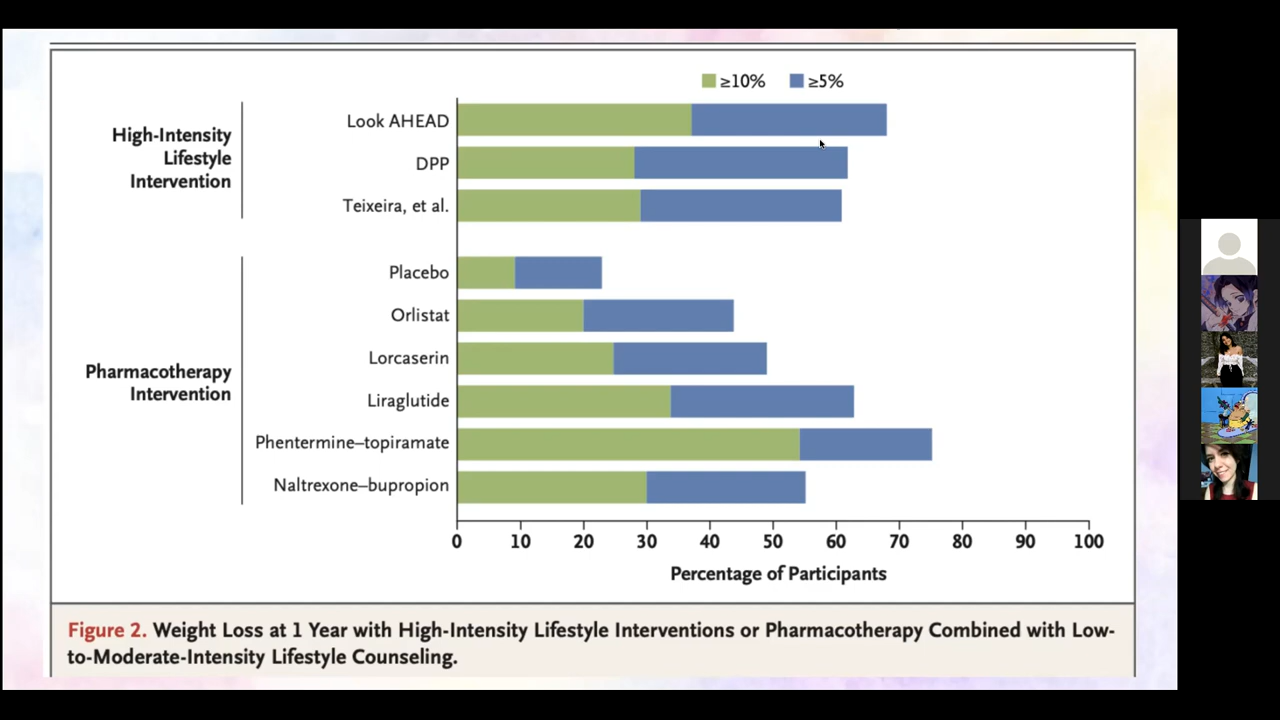 ≥10% ≥5%
High-Intensity
Lifestyle
Intervention
Look AHEAD
DPP
Teixeira, et al.
Pharmacotherapy
Intervention
Placebo
Orlistat
Lorcaserin
Liraglutide
Phentermine–topiramate
Naltrexone–bupropion
0 10 20 30 40 50 60 70 80 90 100
Percentage of Participants
Figure 2. Weight Loss at 1 Year with High-Intensity Lifestyle Interventions or Pharmacotherapy Combined with Low-
to-Moderate-Intensity Lifestyle Counseling.